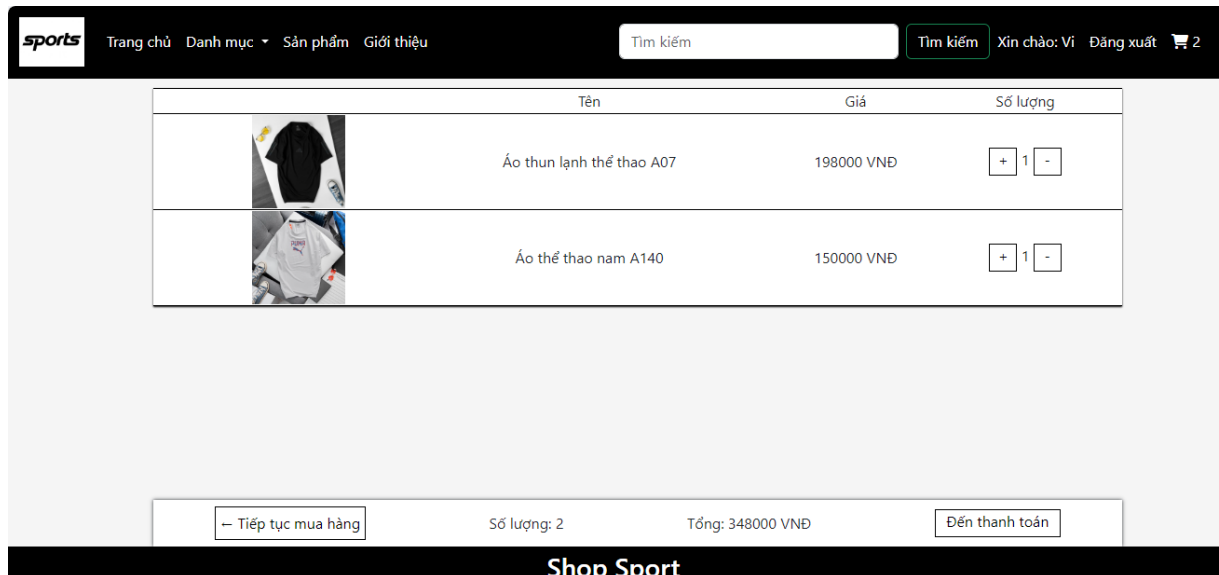 sports Trang chủ Danh mục Sản phẩm Giới thiệu Tìm kiếm Tìm kiếm Xin chào: Vi Đăng xuất 2
Tên Giá Số lượng
Áo thun lạnh thể thao A07 198000 VNĐ + 1 -
Áo thể thao nam A140 150000 VNĐ + 1 -
← Tiếp tục mua hàng Số lượng: 2 Tổng: 348000 VNĐ Đến thanh toán
Shop Sport